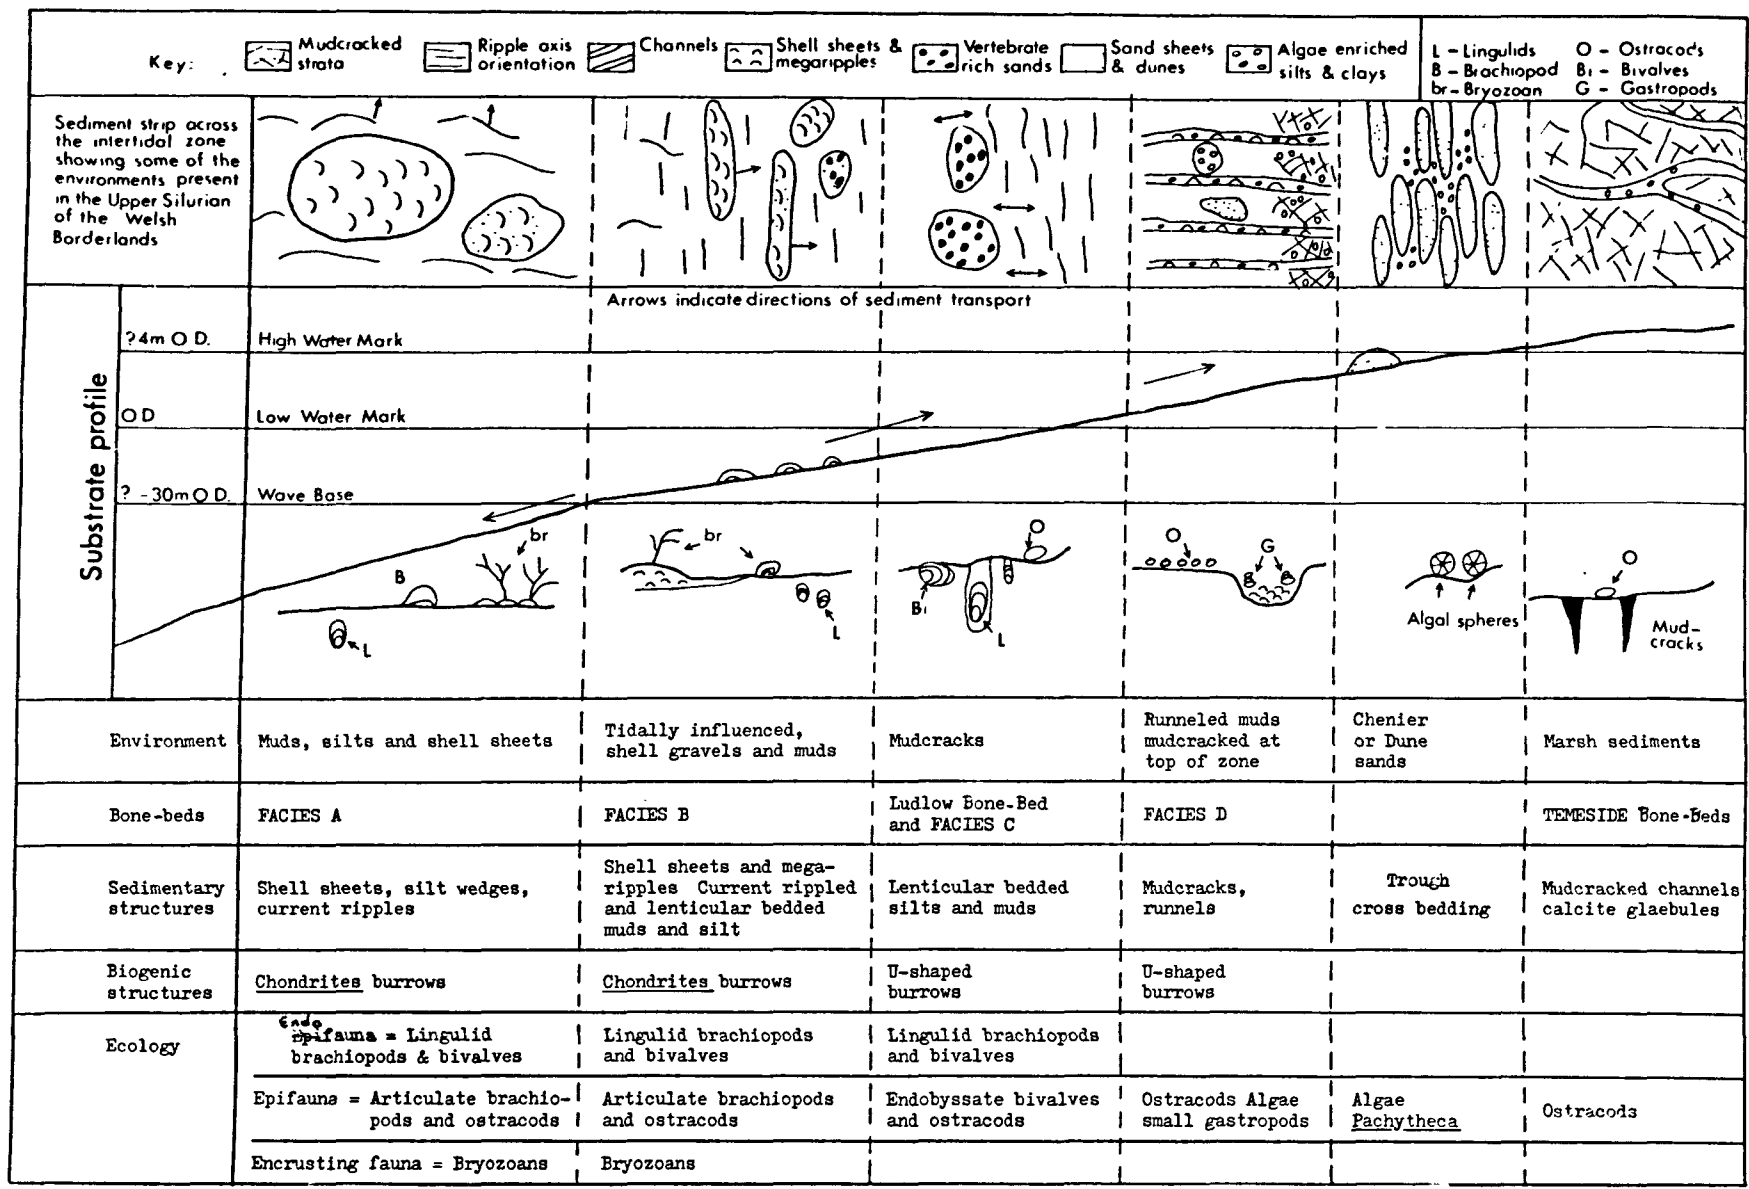 Key:
Mudcracked
strata
Ripple axis
orientation
Channels
Shell sheets &
megaripples
Vertebrate
rich sands
Sand sheets
& dunes
Algae enriched
silts & clays
L – Lingulids
B – Brachiopod
br – Bryozoan
O – Ostracods
Bi – Bivalves
G – Gastropods
Sediment strip across
the intertidal zone
showing some of the
environments present
in the Upper Silurian
of the Welsh
Borderlands
Arrows indicate directions of sediment transport
Substrate profile
?4m O D.
High Water Mark
O D
Low Water Mark
? -30m O D.
Wave Base
br
B
L
br
L
O
Bi
L
O
G
Algal spheres
O
Mud-
cracks
Environment
Muds, silts and shell sheets
Tidally influenced,
shell gravels and muds
Mudcracks
Runneled muds
mudcracked at
top of zone
Chenier
or Dune
sands
Marsh sediments
Bone-beds
FACIES A
FACIES B
Ludlow Bone-Bed
and FACIES C
FACIES D
TEMESIDE Bone-Beds
Sedimentary
structures
Shell sheets, silt wedges,
current ripples
Shell sheets and mega-
ripples Current rippled
and lenticular bedded
muds and silt
Lenticular bedded
silts and muds
Mudcracks,
runnels
Trough
cross bedding
Mudcracked channels
calcite glaebules
Biogenic
structures
Chondrites burrows
Chondrites burrows
U-shaped
burrows
U-shaped
burrows
Ecology
Endo
Epifauna = Lingulid
brachiopods & bivalves
Lingulid brachiopods
and bivalves
Lingulid brachiopods
and bivalves
Epifauna = Articulate brachio-
pods and ostracods
Articulate brachiopods
and ostracods
Endobyssate bivalves
and ostracods
Ostracods Algae
small gastropods
Algae
Pachytheca
Ostracods
Encrusting fauna = Bryozoans
Bryozoans